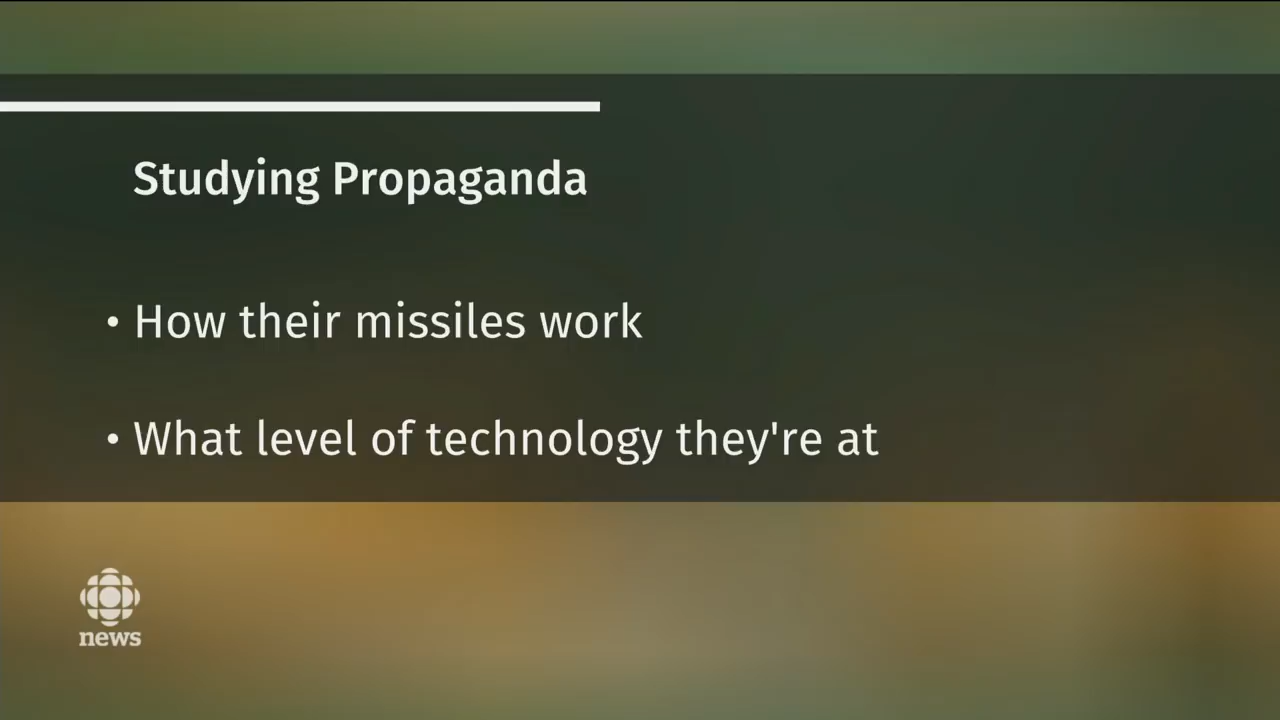 Studying Propaganda
• How their missiles work
• What level of technology they're at
news